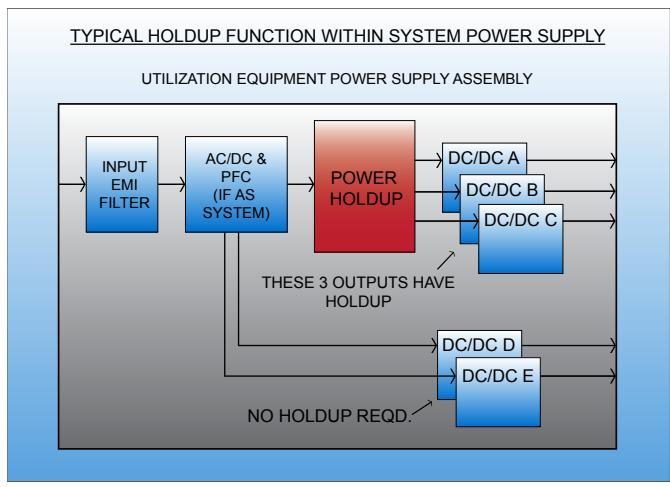 TYPICAL HOLDUP FUNCTION WITHIN SYSTEM POWER SUPPLY
UTILIZATION EQUIPMENT POWER SUPPLY ASSEMBLY
INPUT
EMI
FILTER
AC/DC &
PFC
(IF AS
SYSTEM)
POWER
HOLDUP
DC/DC A
DC/DC B
DC/DC C
THESE 3 OUTPUTS HAVE
HOLDUP
DC/DC D
DC/DC E
NO HOLDUP REQD.